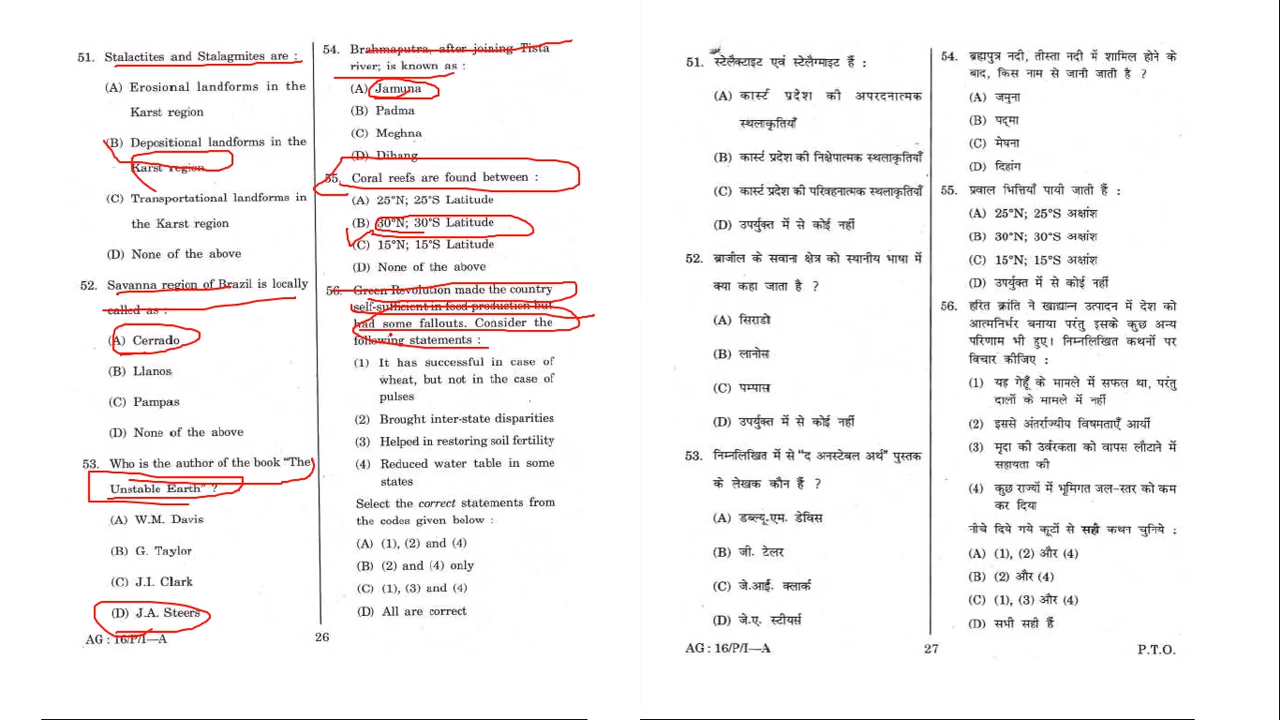 51. Stalactites and Stalagmites are :
(A) Erosional landforms in the
Karst region
(B) Depositional landforms in the
Karst region
(C) Transportational landforms in
the Karst region
(D) None of the above
52. Savanna region of Brazil is locally
called as :
(A) Cerrado
(B) Llanos
(C) Pampas
(D) None of the above
53. Who is the author of the book "The
Unstable Earth" ?
(A) W.M. Davis
(B) G. Taylor
(C) J.I. Clark
(D) J.A. Steers
AG : 16/P/I—A
54. Brahmaputra, after joining Tista
river; is known as :
(A) Jamuna
(B) Padma
(C) Meghna
(D) Dihang
55. Coral reefs are found between :
(A) 25°N; 25°S Latitude
(B) 30°N; 30°S Latitude
(C) 15°N; 15°S Latitude
(D) None of the above
56. Green Revolution made the country
self-sufficient in food production but
had some fallouts. Consider the
following statements :
(1) It has successful in case of
wheat, but not in the case of
pulses
(2) Brought inter-state disparities
(3) Helped in restoring soil fertility
(4) Reduced water table in some
states
Select the correct statements from
the codes given below :
(A) (1), (2) and (4)
(B) (2) and (4) only
(C) (1), (3) and (4)
(D) All are correct
26
51. स्टेलैक्टाइट एवं स्टेलैग्माइट हैं :
(A) कार्स्ट प्रदेश की अपरदनात्मक
स्थलाकृतियाँ
(B) कार्स्ट प्रदेश की निक्षेपात्मक स्थलाकृतियाँ
(C) कार्स्ट प्रदेश की परिवहनात्मक स्थलाकृतियाँ
(D) उपर्युक्त में से कोई नहीं
52. ब्राजील के सवाना क्षेत्र को स्थानीय भाषा में
क्या कहा जाता है ?
(A) सिराडो
(B) लानोस
(C) पम्पास
(D) उपर्युक्त में से कोई नहीं
53. निम्नलिखित में से "द अनस्टेबल अर्थ" पुस्तक
के लेखक कौन हैं ?
(A) डब्ल्यू.एम. डेविस
(B) जी. टेलर
(C) जे.आई. क्लार्क
(D) जे.ए. स्टीयर्स
AG : 16/P/I—A
54. ब्रह्मपुत्र नदी, तीस्ता नदी में शामिल होने के
बाद, किस नाम से जानी जाती है ?
(A) जमुना
(B) पद्मा
(C) मेघना
(D) दिहांग
55. प्रवाल भित्तियाँ पायी जाती हैं :
(A) 25°N; 25°S अक्षांश
(B) 30°N; 30°S अक्षांश
(C) 15°N; 15°S अक्षांश
(D) उपर्युक्त में से कोई नहीं
56. हरित क्रांति ने खाद्यान्न उत्पादन में देश को
आत्मनिर्भर बनाया परंतु इसके कुछ अन्य
परिणाम भी हुए। निम्नलिखित कथनों पर
विचार कीजिए :
(1) यह गेहूँ के मामले में सफल था, परंतु
दालों के मामले में नहीं
(2) इससे अंतर्राज्यीय विषमताएँ आयीं
(3) मृदा की उर्वरकता को वापस लौटाने में
सहायता की
(4) कुछ राज्यों में भूमिगत जल-स्तर को कम
कर दिया
नीचे दिये गये कूटों से सही कथन चुनिये :
(A) (1), (2) और (4)
(B) (2) और (4)
(C) (1), (3) और (4)
(D) सभी सही हैं
27
P.T.O.